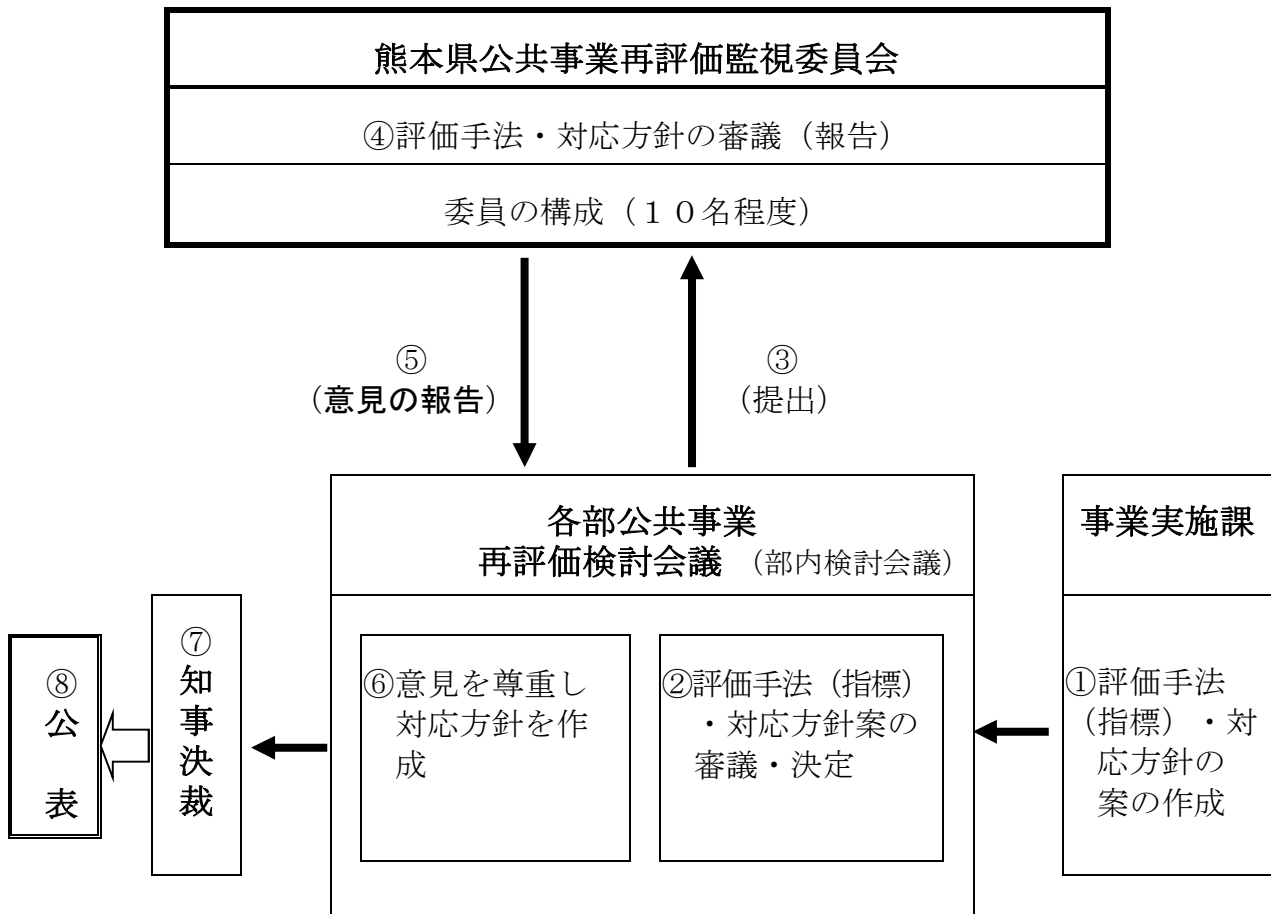 熊本県公共事業再評価監視委員会
④評価手法・対応方針の審議（報告）
委員の構成（１０名程度）
⑤
（意見の報告）
③
（提出）
各部公共事業
再評価検討会議 （部内検討会議）
事業実施課
①評価手法
（指標）・対
応方針の
案の作成
②評価手法（指標）
・対応方針案の
審議・決定
⑥意見を尊重し
対応方針を作
成
⑦知事決裁
⑧公 表